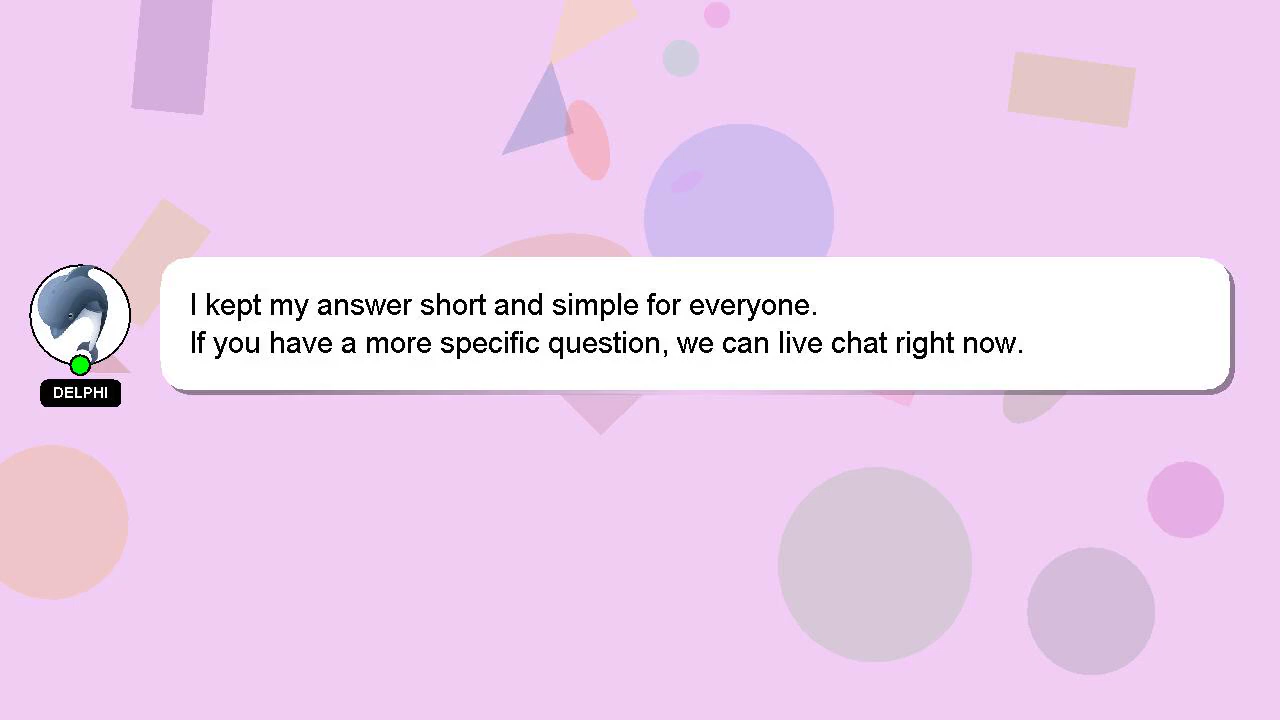 I kept my answer short and simple for everyone.
If you have a more specific question, we can live chat right now.
DELPHI